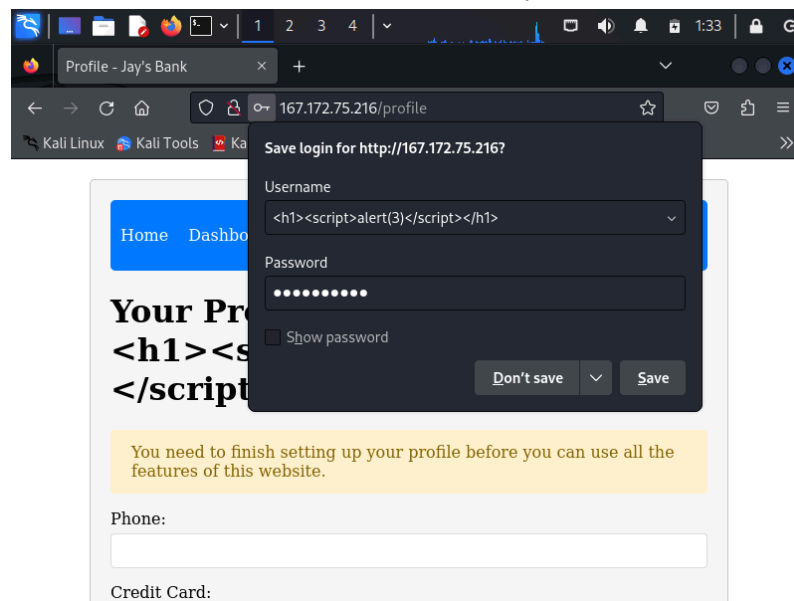 1 2 3 4
1:33
Profile - Jay's Bank
167.172.75.216/profile
Kali Linux Kali Tools Ka
Save login for http://167.172.75.216?
Username
<h1><script>alert(3)</script></h1>
Password
Show password
Don't save
Save
Home Dashbo
Your Pr
<h1><s
</script
You need to finish setting up your profile before you can use all the
features of this website.
Phone:
Credit Card: